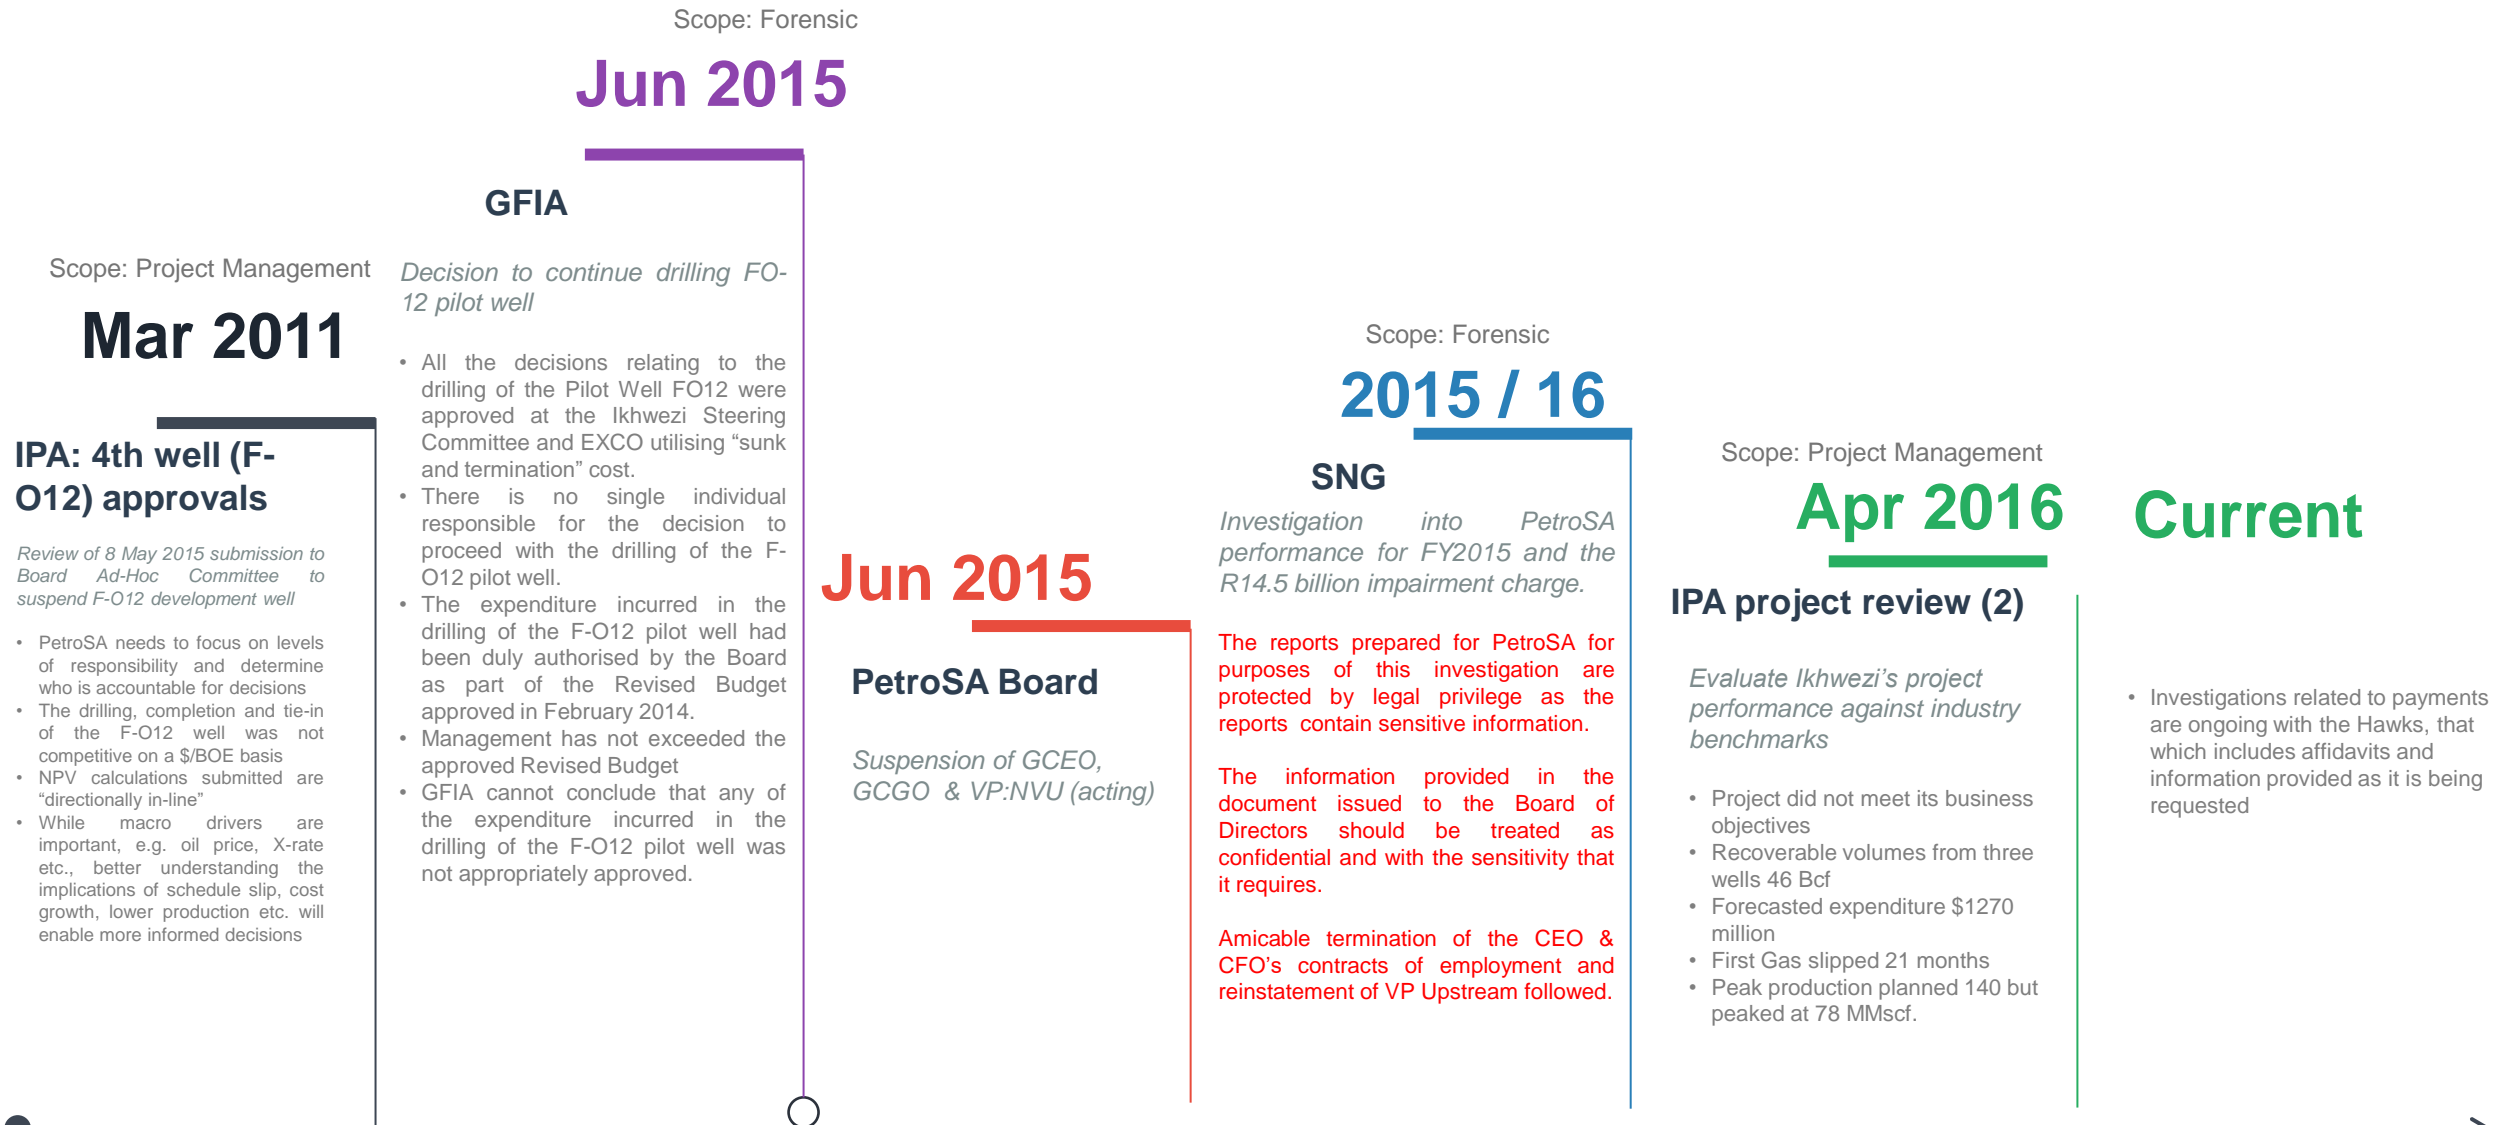 Scope: Project Management
Mar 2011
IPA: 4th well (F-
O12) approvals
Review of 8 May 2015 submission to
Board Ad-Hoc Committee to
suspend F-O12 development well
• PetroSA needs to focus on levels
of responsibility and determine
who is accountable for decisions
• The drilling, completion and tie-in
of the F-O12 well was not
competitive on a $/BOE basis
• NPV calculations submitted are
“directionally in-line”
• While macro drivers are
important, e.g. oil price, X-rate
etc., better understanding the
implications of schedule slip, cost
growth, lower production etc. will
enable more informed decisions
Scope: Forensic
Jun 2015
GFIA
Decision to continue drilling FO-
12 pilot well
• All the decisions relating to the
drilling of the Pilot Well FO12 were
approved at the Ikhwezi Steering
Committee and EXCO utilising “sunk
and termination” cost.
• There is no single individual
responsible for the decision to
proceed with the drilling of the F-
O12 pilot well.
• The expenditure incurred in the
drilling of the F-O12 pilot well had
been duly authorised by the Board
as part of the Revised Budget
approved in February 2014.
• Management has not exceeded the
approved Revised Budget
• GFIA cannot conclude that any of
the expenditure incurred in the
drilling of the F-O12 pilot well was
not appropriately approved.
Jun 2015
PetroSA Board
Suspension of GCEO,
GCGO & VP:NVU (acting)
Scope: Forensic
2015 / 16
SNG
Investigation into PetroSA
performance for FY2015 and the
R14.5 billion impairment charge.
The reports prepared for PetroSA for
purposes of this investigation are
protected by legal privilege as the
reports contain sensitive information.
The information provided in the
document issued to the Board of
Directors should be treated as
confidential and with the sensitivity that
it requires.
Amicable termination of the CEO &
CFO’s contracts of employment and
reinstatement of VP Upstream followed.
Scope: Project Management
Apr 2016
IPA project review (2)
Evaluate Ikhwezi’s project
performance against industry
benchmarks
• Project did not meet its business
objectives
• Recoverable volumes from three
wells 46 Bcf
• Forecasted expenditure $1270
million
• First Gas slipped 21 months
• Peak production planned 140 but
peaked at 78 MMscf.
Current
• Investigations related to payments
are ongoing with the Hawks, that
which includes affidavits and
information provided as it is being
requested